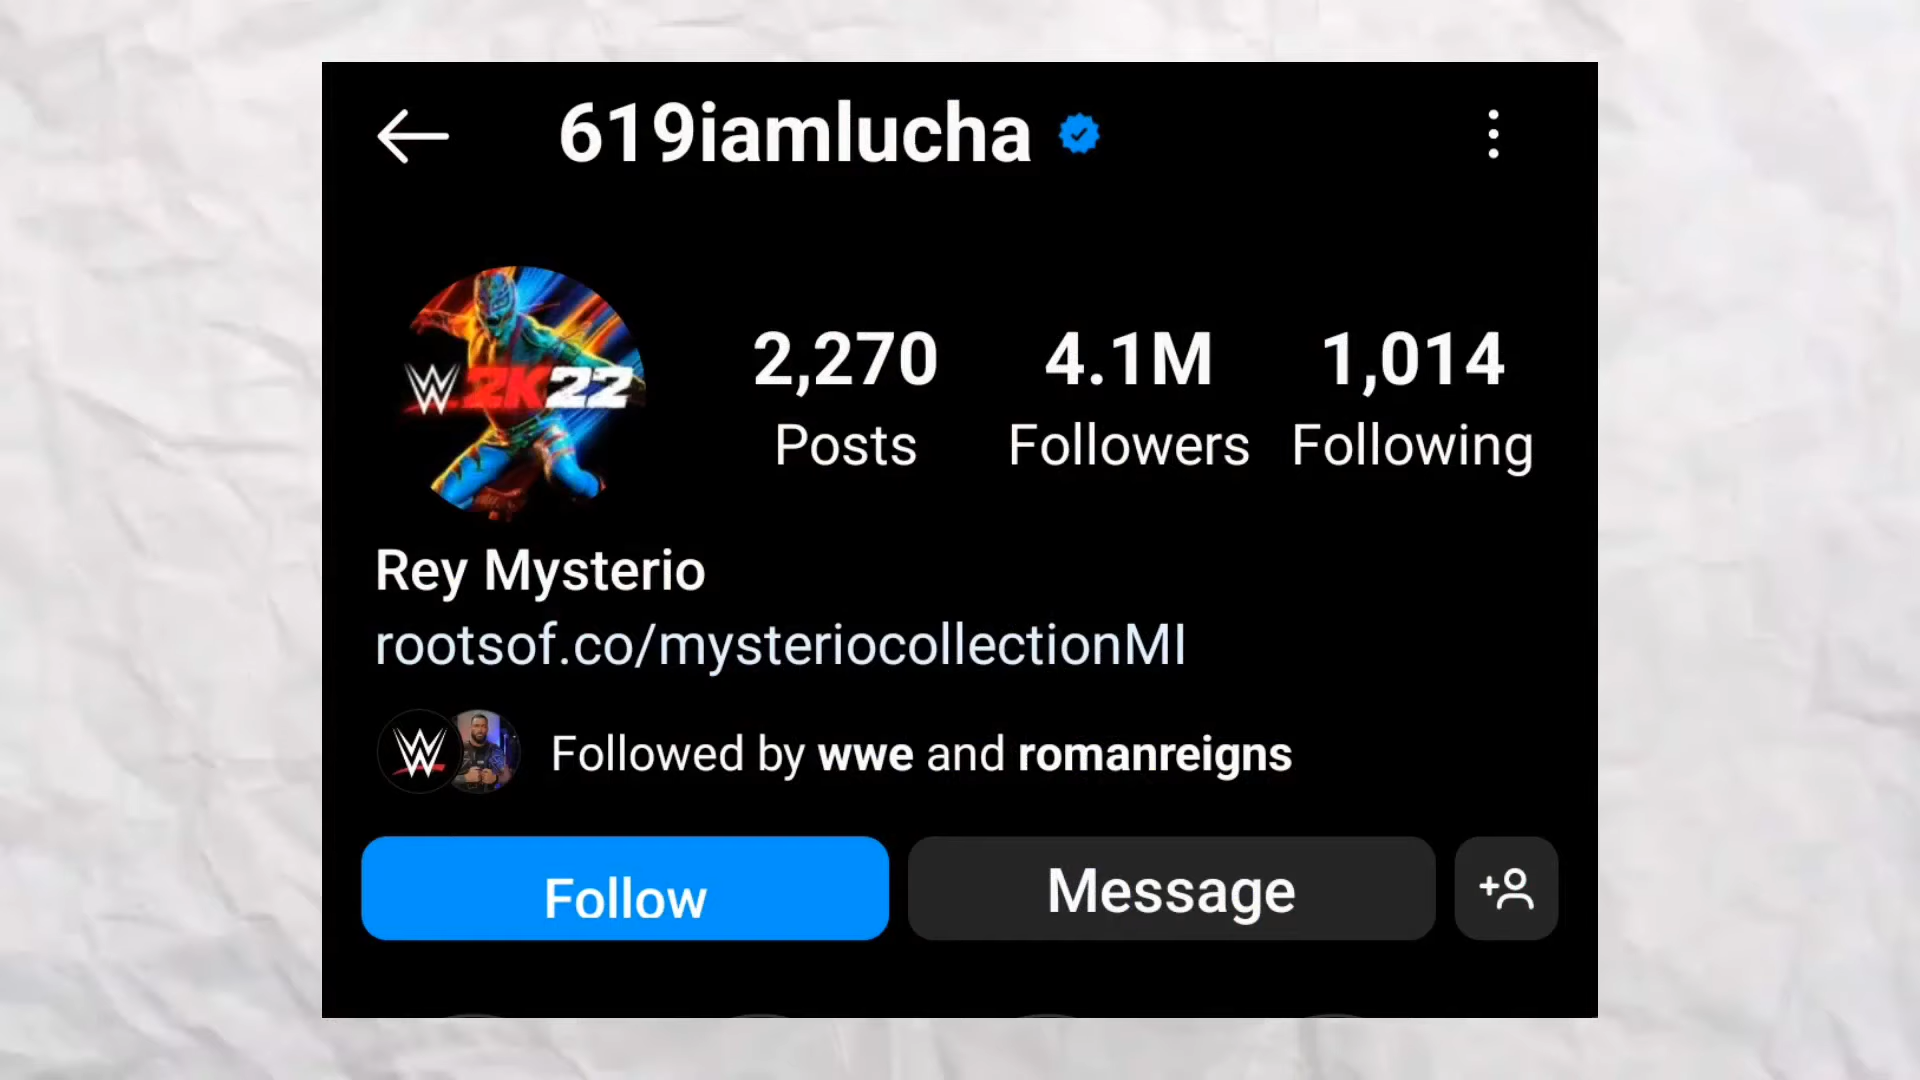 619iamlucha
W 2K22
2,270 4.1M 1,014
Posts Followers Following
Rey Mysterio
rootsof.co/mysteriocollectionMI
W Followed by wwe and romanreigns
Follow Message